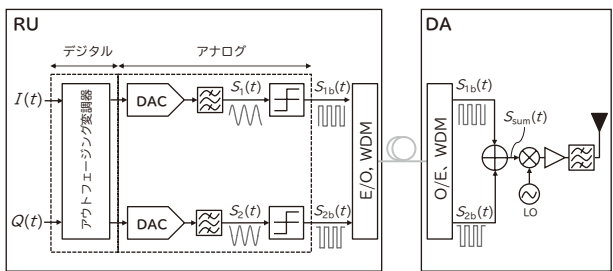 RU
DA
デジタル
アナログ
I(t)
アウトフェージング変調器
DAC
S1(t)
S1b(t)
Q(t)
DAC
S2(t)
S2b(t)
E/O, WDM
O/E、WDM
S1b(t)
Ssum(t)
S2b(t)
LO